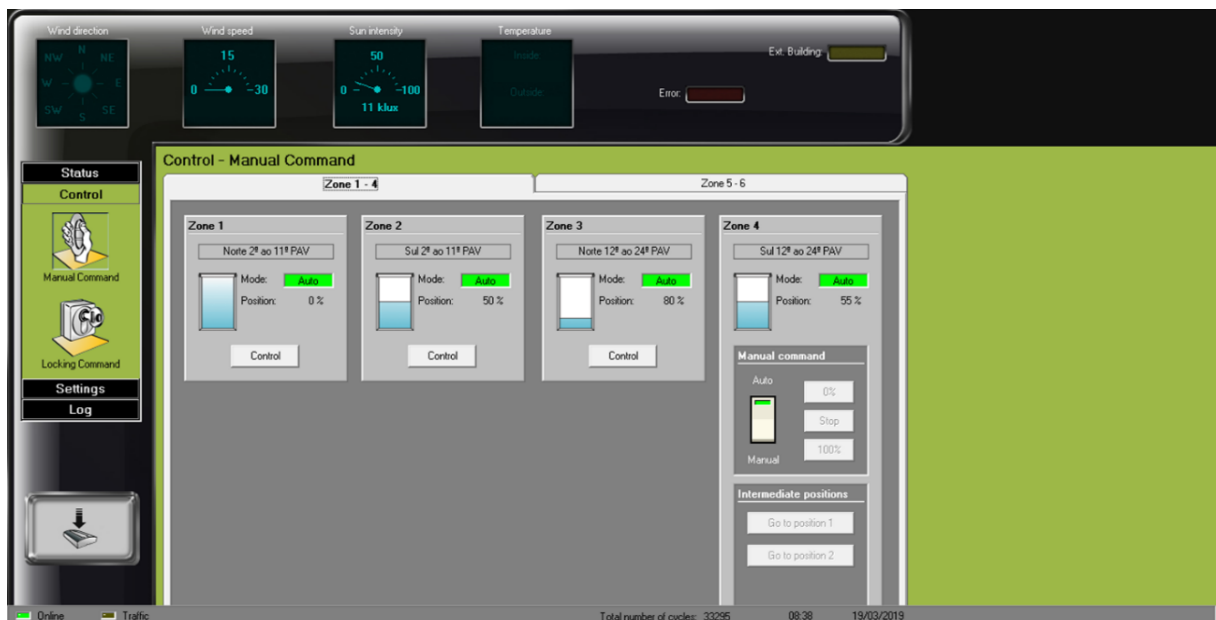 Wind direction
N
NW
NE
W
E
SW
SE
S
Wind speed
15
0
30
Sun intensity
50
0
100
11 klux
Temperature
Inside:
Outside:
Ext. Building:
Error:
Status
Control
Manual Command
Locking Command
Settings
Log
Control - Manual Command
Zone 1 - 4
Zone 5 - 6
Zone 1
Norte 2º ao 11º PAV
Mode: Auto
Position: 0 %
Control
Zone 2
Sul 2º ao 11º PAV
Mode: Auto
Position: 50 %
Control
Zone 3
Norte 12º ao 24º PAV
Mode: Auto
Position: 80 %
Control
Zone 4
Sul 12º ao 24º PAV
Mode: Auto
Position: 55 %
Manual command
Auto
Manual
0%
Stop
100%
Intermediate positions
Go to position 1
Go to position 2
Online
Traffic
Total number of cycles: 33295
08:38
19/03/2019